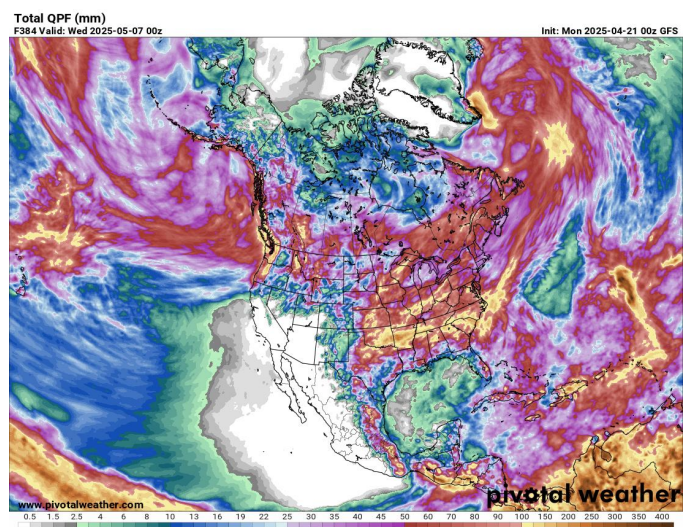 Total QPF (mm)
F384 Valid: Wed 2025-05-07 00z Init: Mon 2025-04-21 00z GFS
www.pivotalweather.com pivotal weather
0.5 1.5 2.5 4 6 8 10 13 16 19 22 25 30 35 40 45 50 60 70 80 90 100 150 200 250 300 350 400